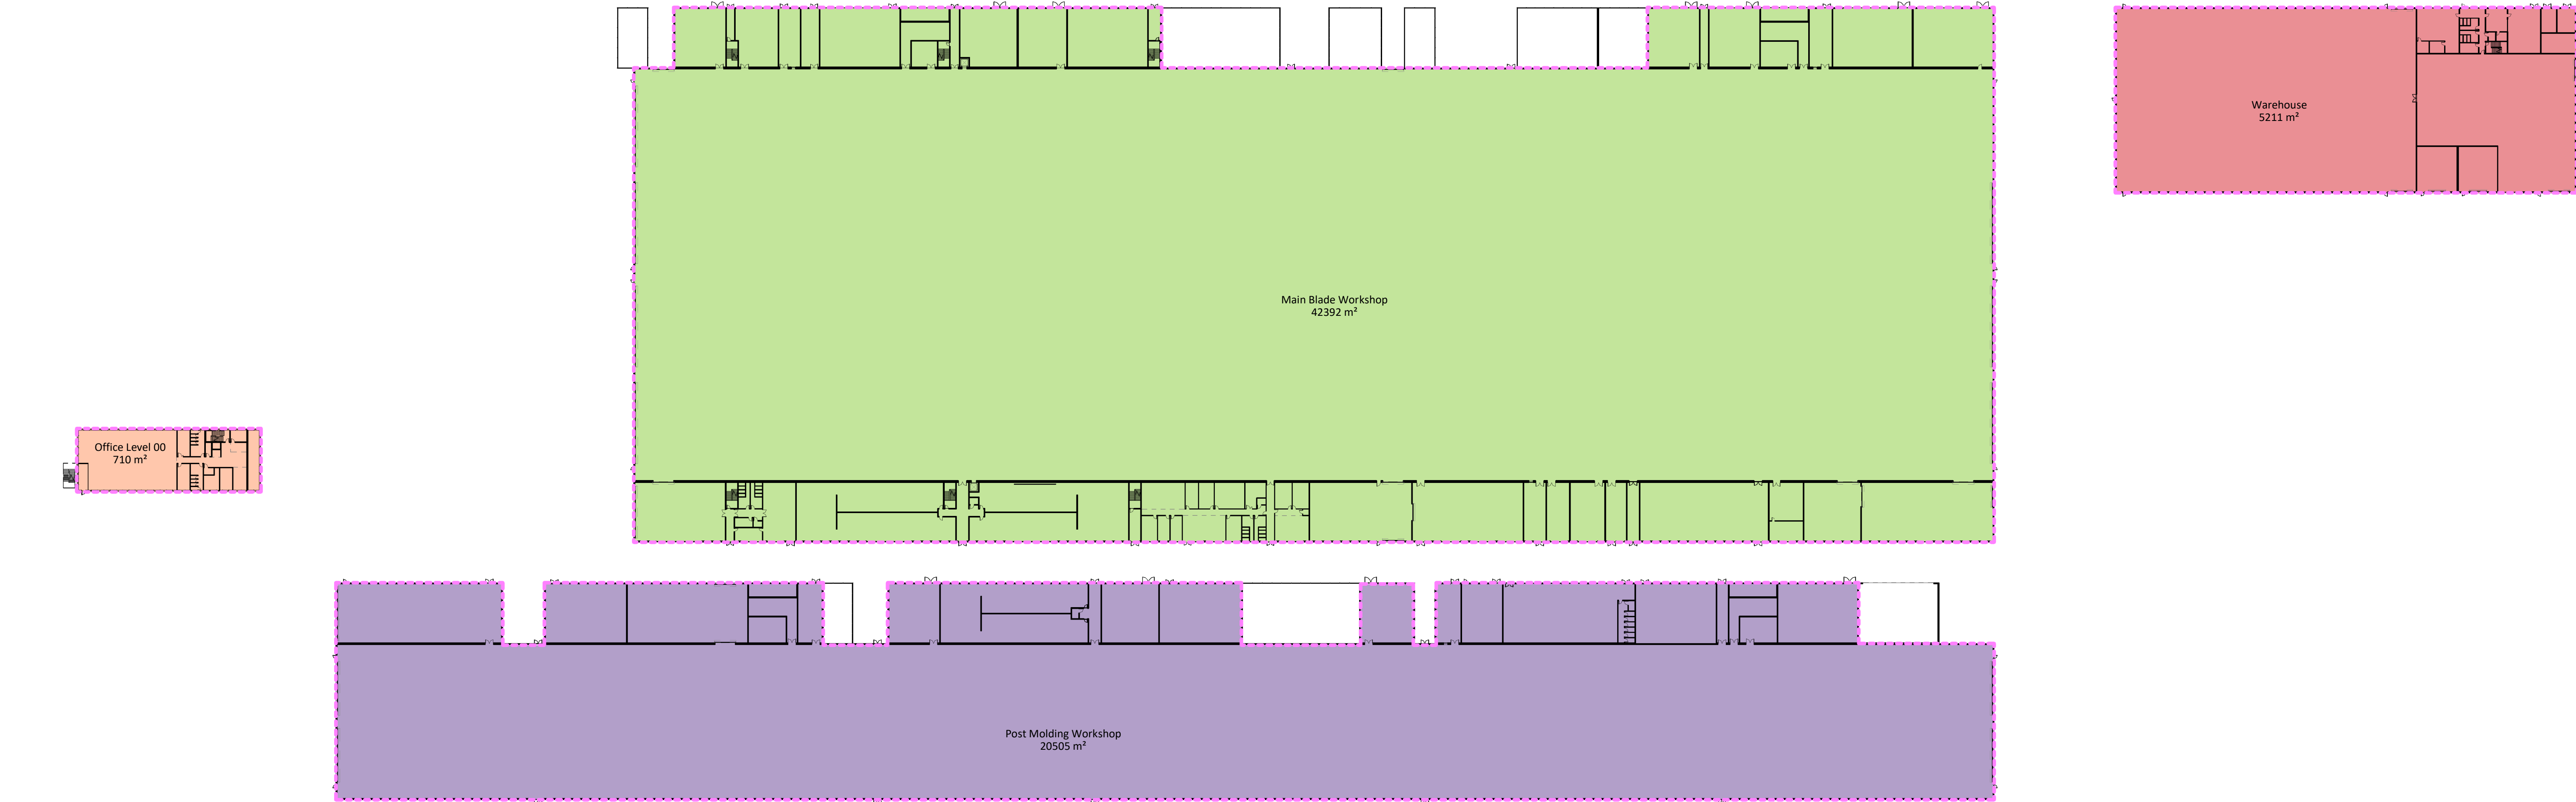 Warehouse
5211 m²
Main Blade Workshop
42392 m²
Office Level 00
710 m²
Post Molding Workshop
20505 m²